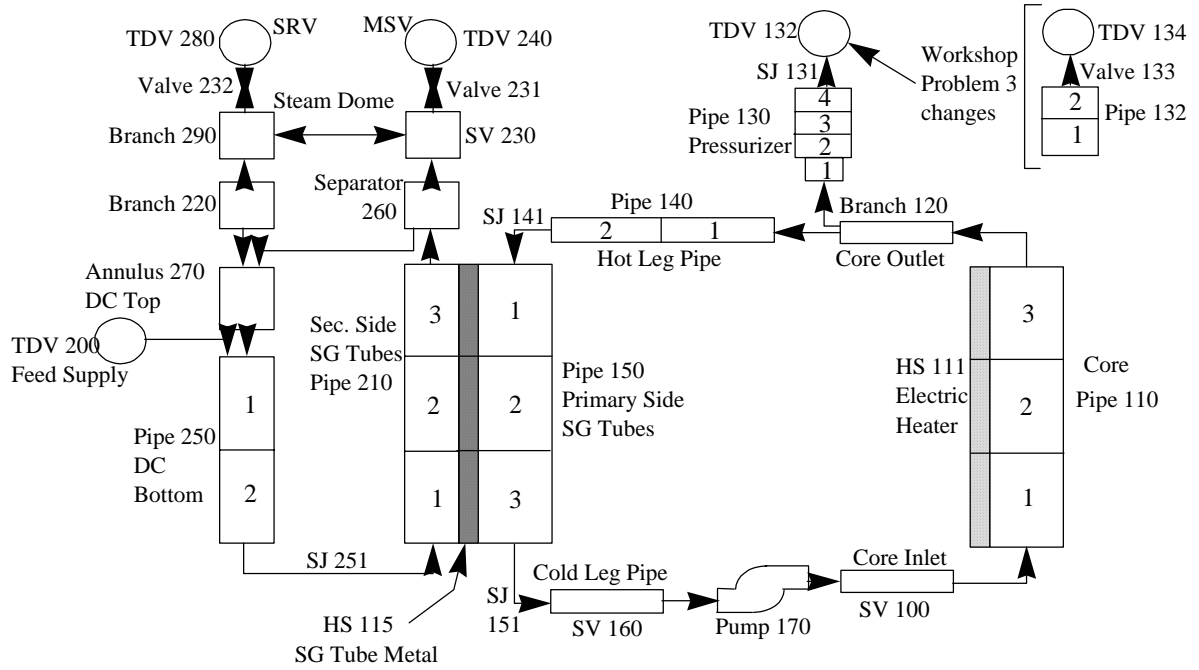 SRV
MSV
TDV 280
TDV 240
TDV 132
TDV 134
Workshop
Problem 3
changes
Valve 232
Steam Dome
Valve 231
SJ 131
Valve 133
Branch 290
SV 230
Pipe 130
Pressurizer
4
3
2
1
2
1
Pipe 132
Branch 220
Separator
260
SJ 141
Pipe 140
2
1
Hot Leg Pipe
Branch 120
Core Outlet
Annulus 270
DC Top
TDV 200
Feed Supply
Sec. Side
SG Tubes
Pipe 210
3
2
1
1
2
3
Pipe 150
Primary Side
SG Tubes
HS 111
Electric
Heater
3
2
1
Core
Pipe 110
Pipe 250
DC
Bottom
1
2
SJ 251
HS 115
SG Tube Metal
SJ
151
Cold Leg Pipe
SV 160
Pump 170
Core Inlet
SV 100